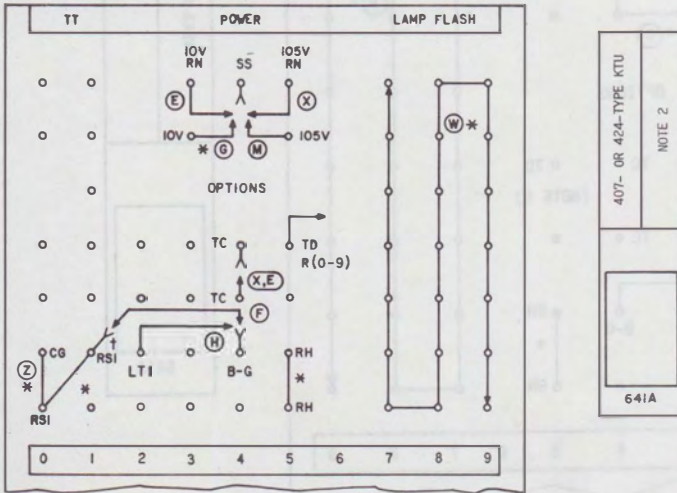 TT POWER LAMP FLASH
10V RN SS 105V RN
E X
10V * G M 105V
W *
OPTIONS
TC TD
R(0-9)
X,E
TC
F
†
H
CG RSI LTI B-G RH
Z
* * *
RSI RH
0 1 2 3 4 5 6 7 8 9
407- OR 424-TYPE KTU
NOTE 2
641A